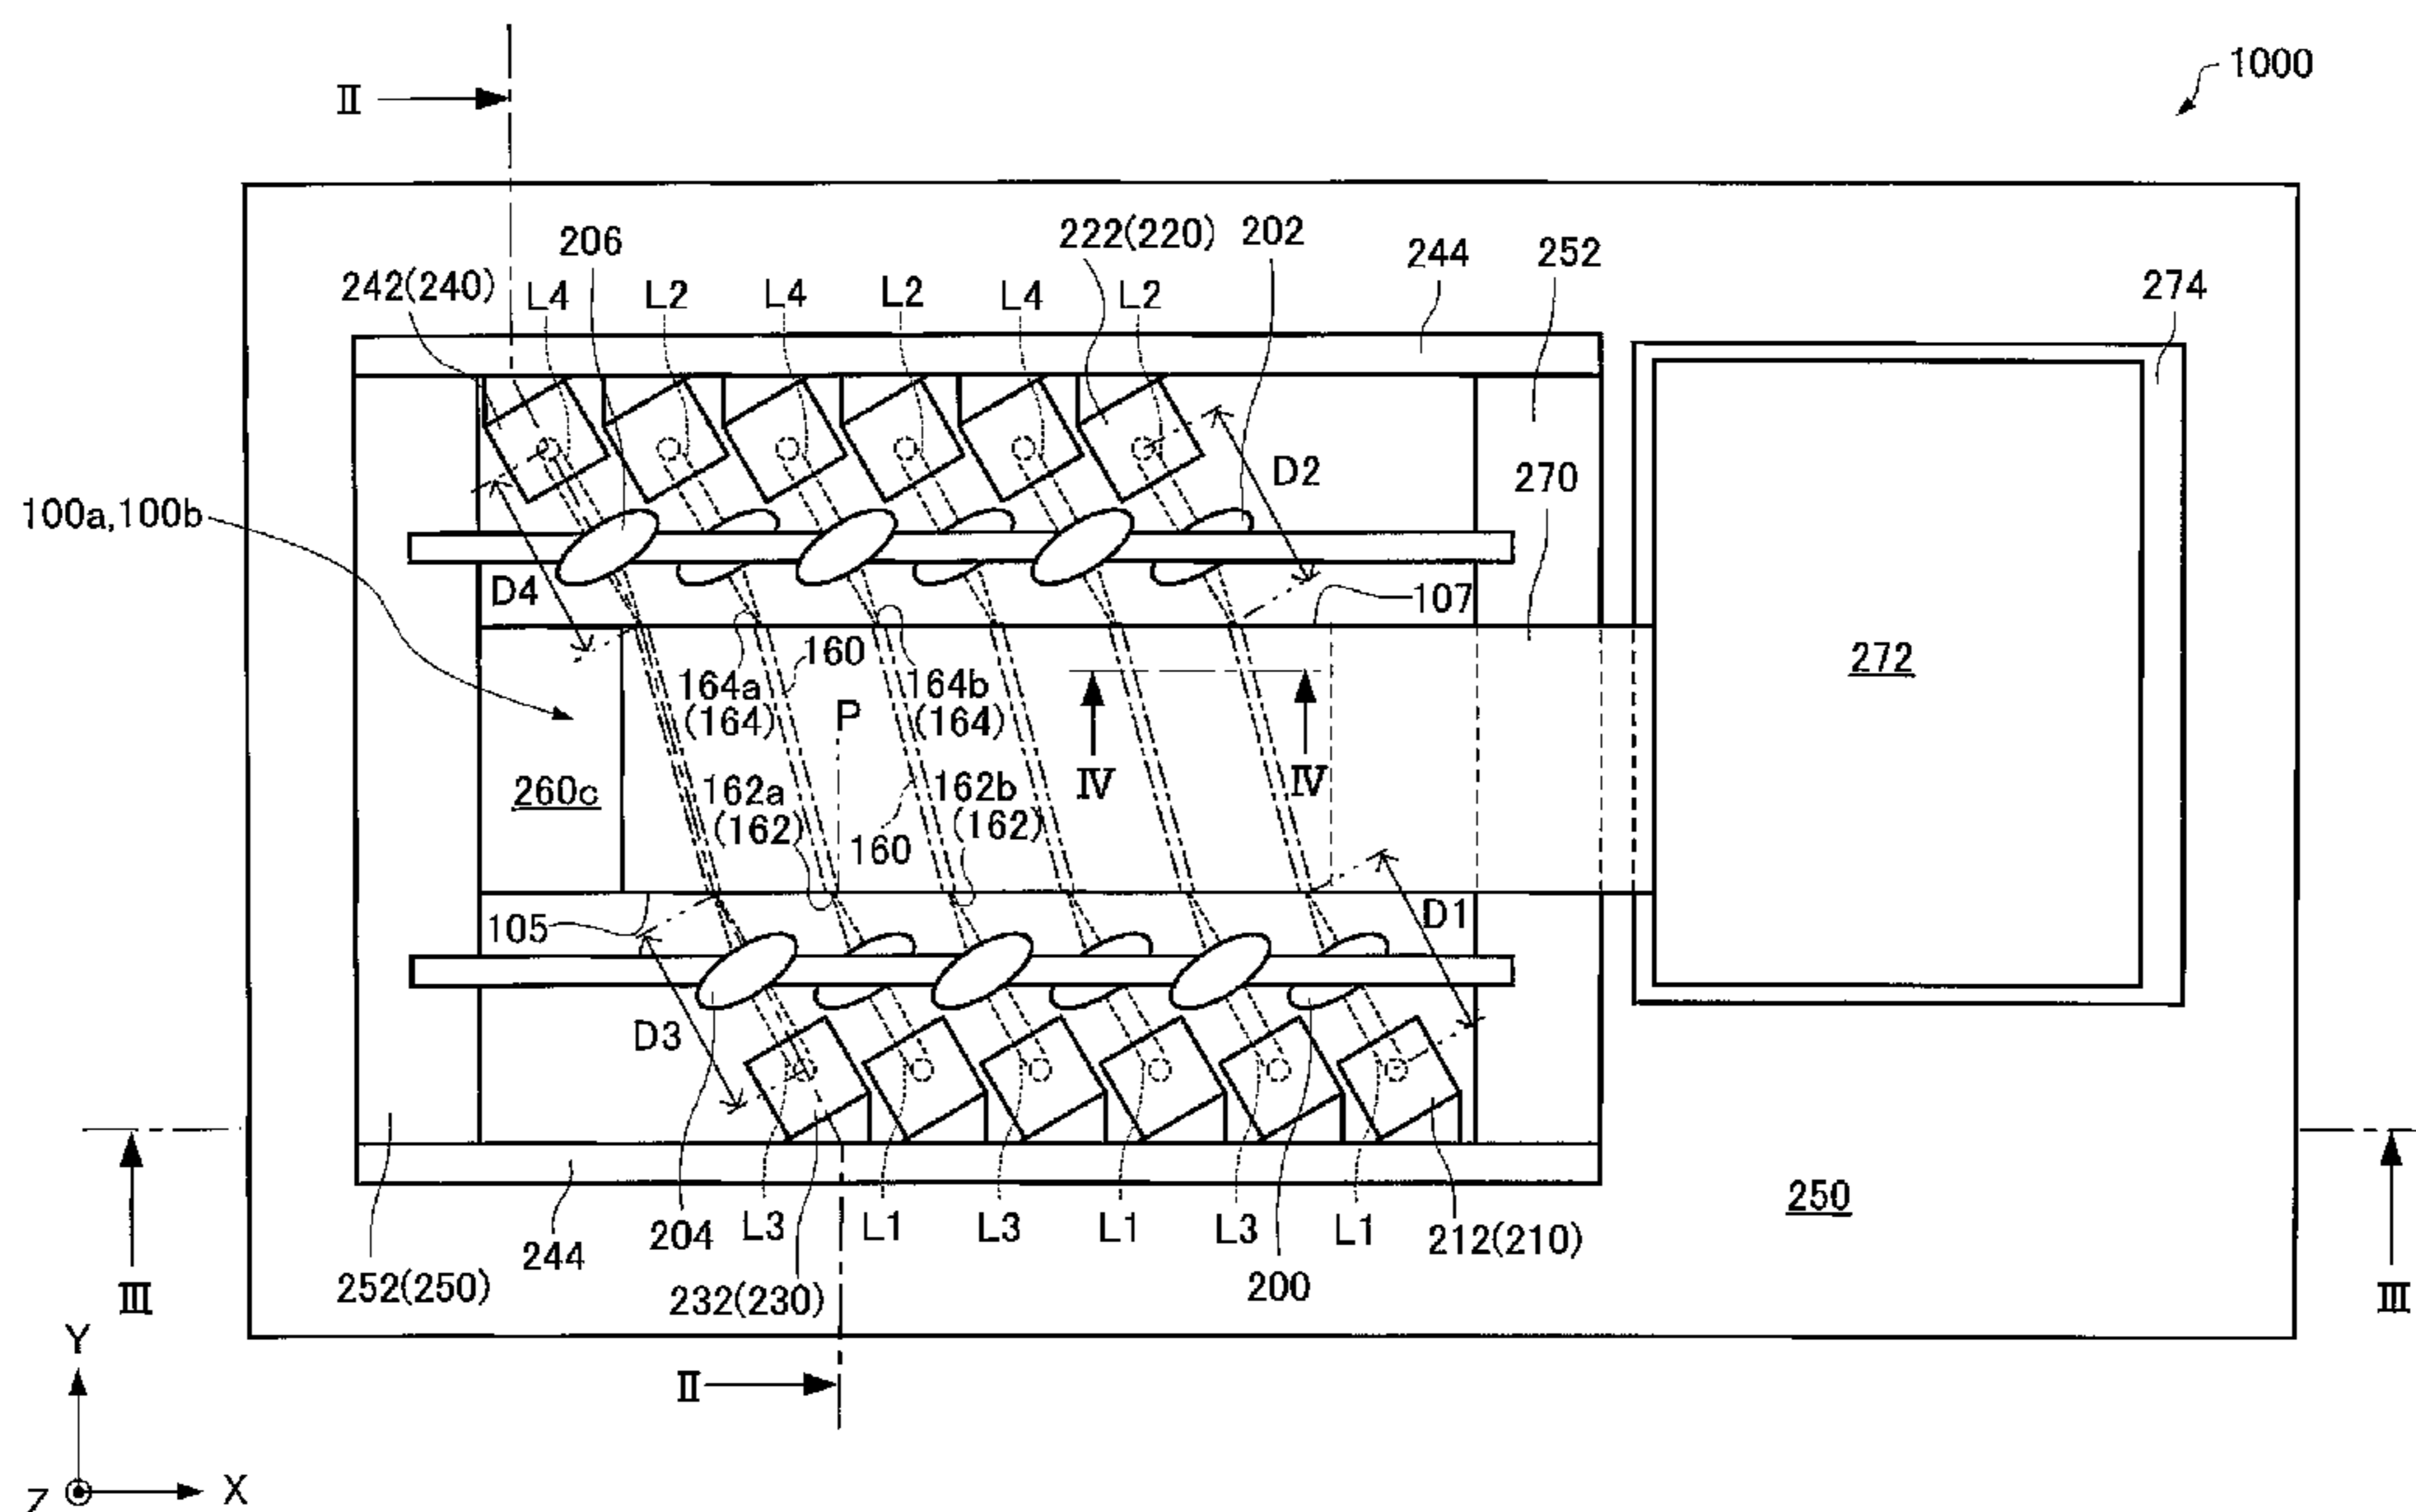 1000
II
206
222(220)
202
244
252
274
242(240)
L4
L2
L4
L2
L4
L2
D2
270
100a,100b
D4
107
160
164a
(164)
164b
(164)
P
272
IV
IV
260c
162a
(162)
162b
(162)
160
105
D1
D3
204
L3
L1
L3
L1
L3
L1
212(210)
250
244
200
252(250)
232(230)
III
III
II
Y
X
Z